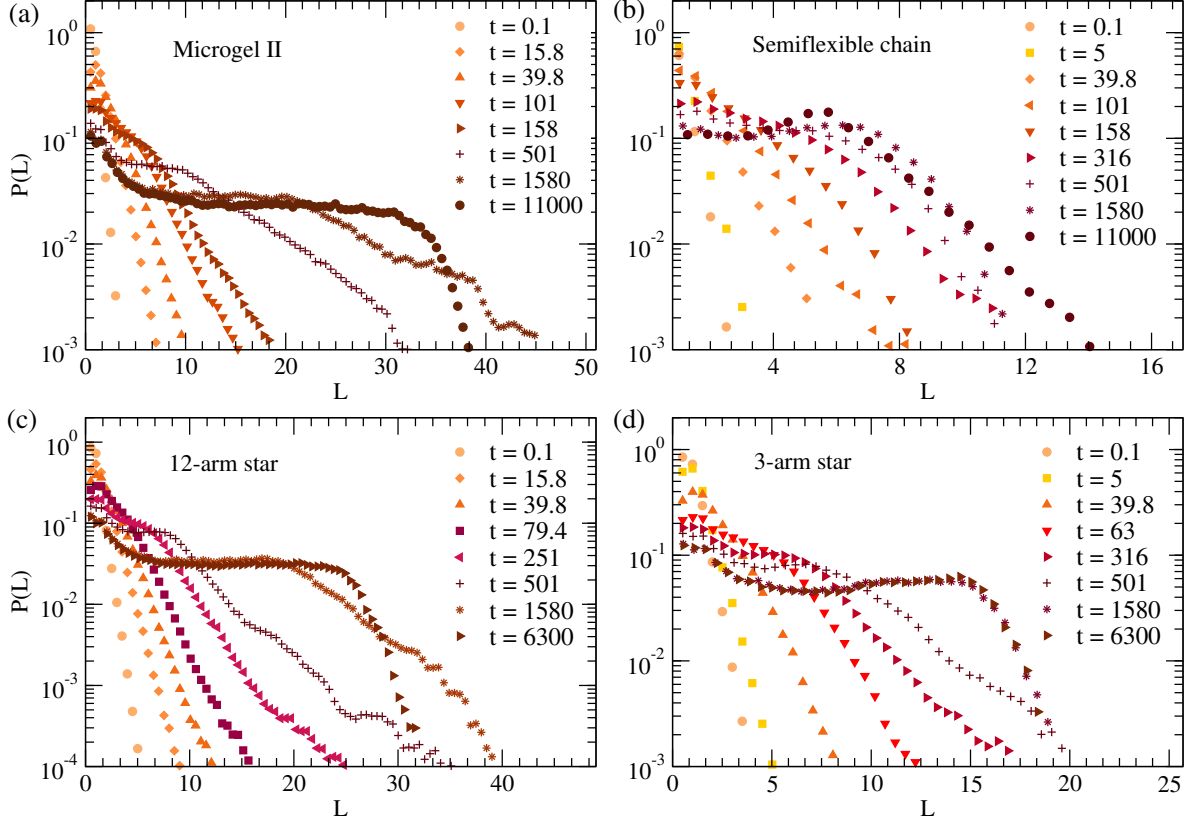 (a)
Microgel II
t = 0.1
t = 15.8
t = 39.8
t = 101
t = 158
t = 501
t = 1580
t = 11000
P(L)
10^0
10^-1
10^-2
10^-3
0 10 20 30 40 50
L
(b)
Semiflexible chain
t = 0.1
t = 5
t = 39.8
t = 101
t = 158
t = 316
t = 501
t = 1580
t = 11000
10^0
10^-1
10^-2
10^-3
4 8 12 16
L
(c)
12-arm star
t = 0.1
t = 15.8
t = 39.8
t = 79.4
t = 251
t = 501
t = 1580
t = 6300
P(L)
10^0
10^-1
10^-2
10^-3
10^-4
0 10 20 30 40
L
(d)
3-arm star
t = 0.1
t = 5
t = 39.8
t = 63
t = 316
t = 501
t = 1580
t = 6300
10^0
10^-1
10^-2
10^-3
0 5 10 15 20 25
L